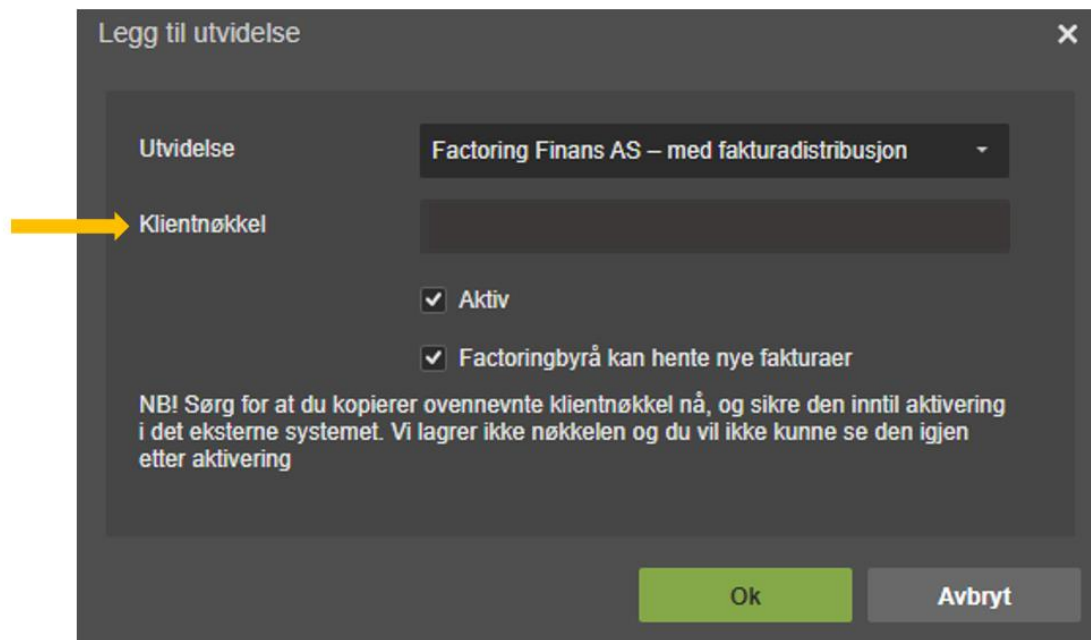 Legg til utvidelse
Utvidelse
Factoring Finans AS – med fakturadistribusjon
Klientnøkkel
Aktiv
Factoringbyrå kan hente nye fakturaer
NB! Sørg for at du kopierer ovennevnte klientnøkkel nå, og sikre den inntil aktivering
i det eksterne systemet. Vi lagrer ikke nøkkelen og du vil ikke kunne se den igjen
etter aktivering
Ok
Avbryt